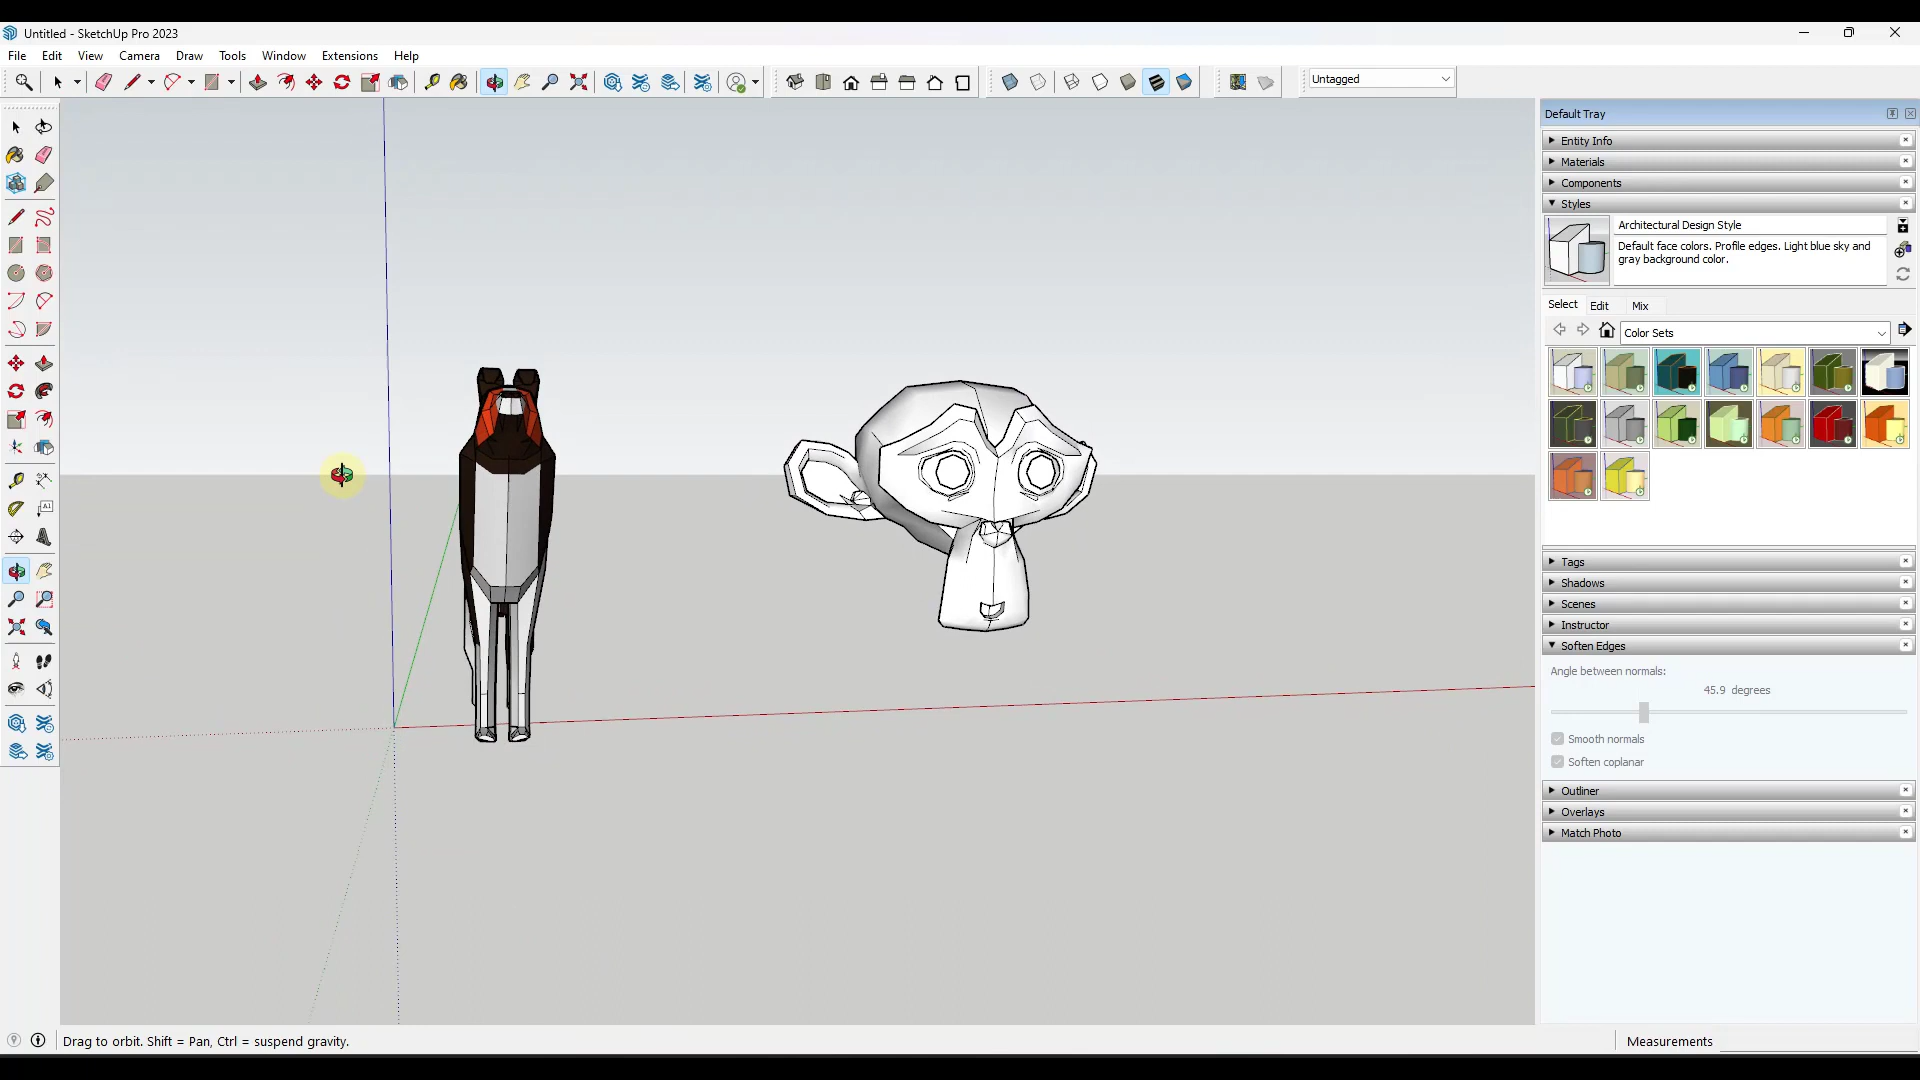 Untitled - SketchUp Pro 2023
File Edit View Camera Draw Tools Window Extensions Help
Untagged
Default Tray
Entity Info
Materials
Components
Styles
Architectural Design Style
Default face colors. Profile edges. Light blue sky and
gray background color.
Select Edit Mix
Color Sets
Tags
Shadows
Scenes
Instructor
Soften Edges
Angle between normals:
45.9 degrees
Smooth normals
Soften coplanar
Outliner
Overlays
Match Photo
Drag to orbit. Shift = Pan, Ctrl = suspend gravity.
Measurements